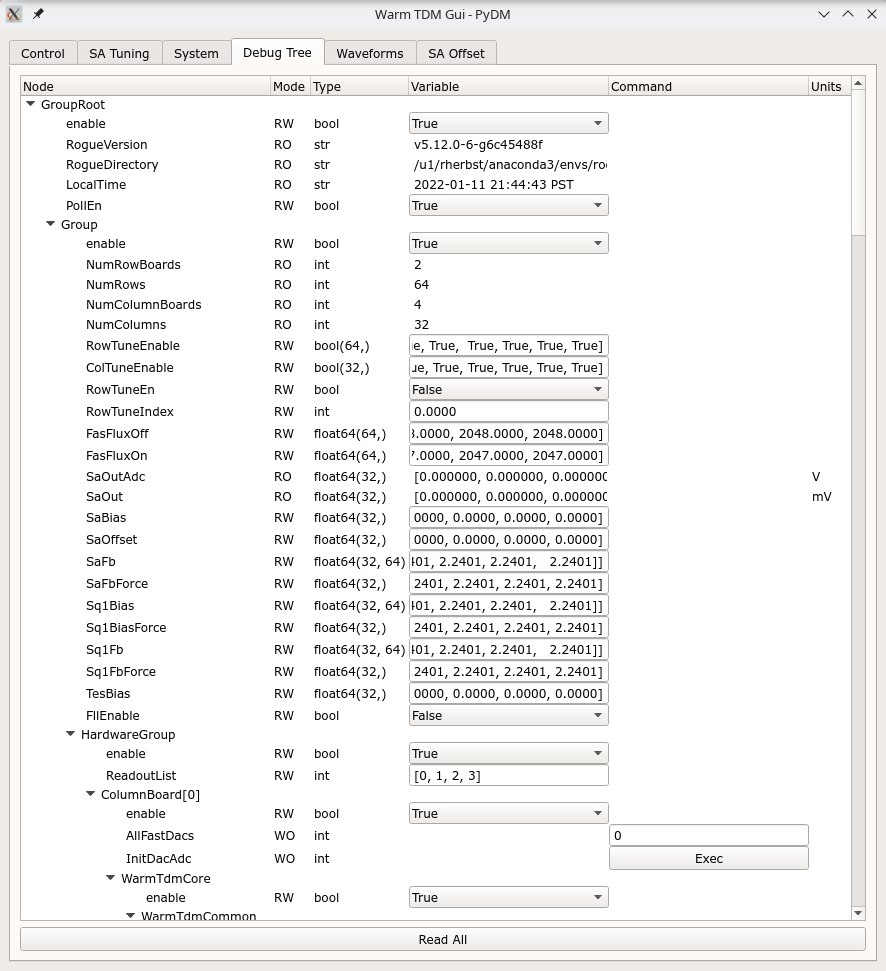 Warm TDM Gui - PyDM
Control SA Tuning System Debug Tree Waveforms SA Offset
Node Mode Type Variable Command Units
GroupRoot
enable RW bool True
RogueVersion RO str v5.12.0-6-g6c45488f
RogueDirectory RO str /u1/rherbst/anaconda3/envs/ro
LocalTime RO str 2022-01-11 21:44:43 PST
PollEn RW bool True
Group
enable RW bool True
NumRowBoards RO int 2
NumRows RO int 64
NumColumnBoards RO int 4
NumColumns RO int 32
RowTuneEnable RW bool(64,) e, True, True, True, True, True]
ColTuneEnable RW bool(32,) ue, True, True, True, True, True]
RowTuneEn RW bool False
RowTuneIndex RW int 0.0000
FasFluxOff RW float64(64,) 8.0000, 2048.0000, 2048.0000]
FasFluxOn RW float64(64,) 7.0000, 2047.0000, 2047.0000]
SaOutAdc RO float64(32,) [0.000000, 0.000000, 0.000000 V
SaOut RO float64(32,) [0.000000, 0.000000, 0.000000 mV
SaBias RW float64(32,) 0000, 0.0000, 0.0000, 0.0000]
SaOffset RW float64(32,) 0000, 0.0000, 0.0000, 0.0000]
SaFb RW float64(32, 64) 401, 2.2401, 2.2401, 2.2401]]
SaFbForce RW float64(32,) 2401, 2.2401, 2.2401, 2.2401]
Sq1Bias RW float64(32, 64) 401, 2.2401, 2.2401, 2.2401]]
Sq1BiasForce RW float64(32,) 2401, 2.2401, 2.2401, 2.2401]
Sq1Fb RW float64(32, 64) 401, 2.2401, 2.2401, 2.2401]]
Sq1FbForce RW float64(32,) 2401, 2.2401, 2.2401, 2.2401]
TesBias RW float64(32,) 0000, 0.0000, 0.0000, 0.0000]
FllEnable RW bool False
HardwareGroup
enable RW bool True
ReadoutList RW int [0, 1, 2, 3]
ColumnBoard[0]
enable RW bool True
AllFastDacs WO int 0
InitDacAdc WO int Exec
WarmTdmCore
enable RW bool True
WarmTdmCommon
Read All